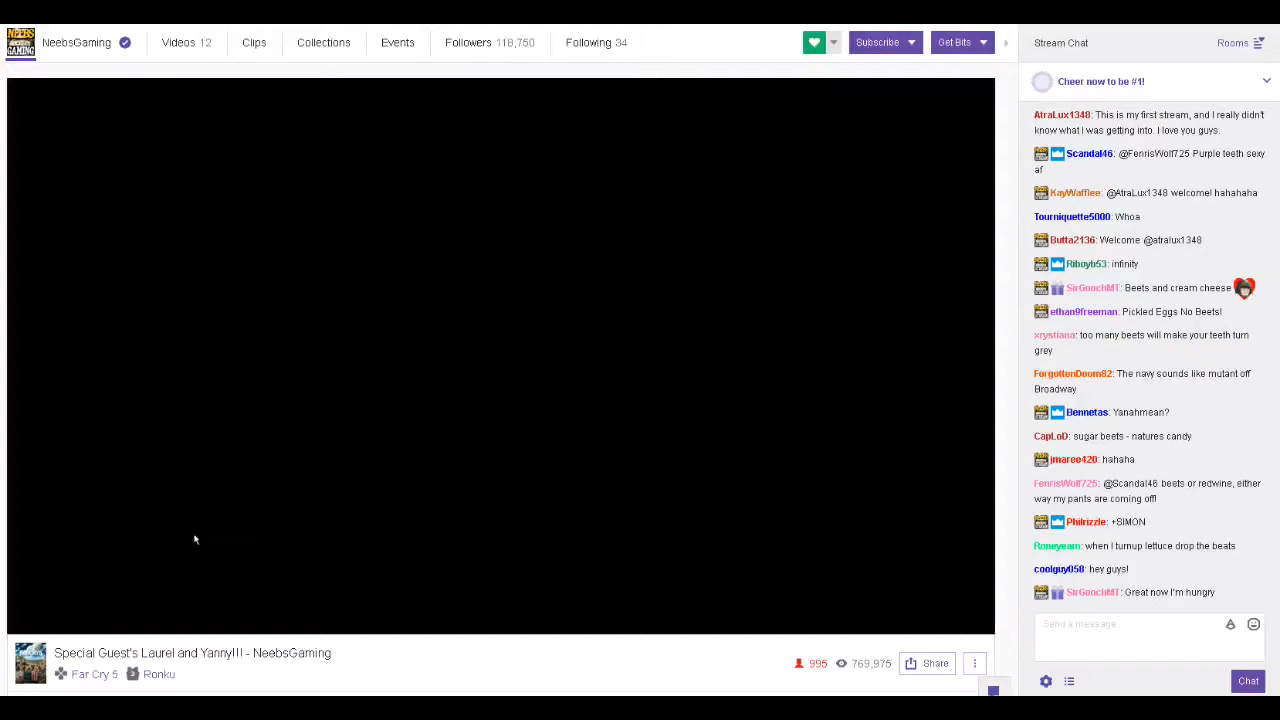 NeebsGaming Videos 12 Clips Collections Events Followers 118,750 Following 34 Subscribe Get Bits
NEEBS
GAMING
Stream Chat Rooms
Cheer now to be #1!
AtraLux1348: This is my first stream, and I really didn't
know what I was getting into. I love you guys.
Scandal46: @FenrisWolf725 Purple teeth sexy
af
KayWafflee: @AtraLux1348 welcome! hahahaha
Tourniquette5000: Whoa
Butta2136: Welcome @atralux1348
Riboyb53: infinity
SirGoochMT: Beets and cream cheese
ethan9freeman: Pickled Eggs No Beets!
xrystiana: too many beets will make your teeth turn
grey
ForgottenDoom82: The navy sounds like mutant off
Broadway
Bennetas: Yanahmean?
CapLoD: sugar beets - natures candy
jmaree420: hahaha
FenrisWolf725: @Scandal46 beets or redwine, either
way my pants are coming off!
Philrizzle: +SIMON
Roneyeam: when I turnup lettuce drop the beats
coolguy058: hey guys!
SirGoochMT: Great now I'm hungry
Send a message
Chat
Special Guest's Laurel and Yanny!!! - NeebsGaming
Far Cry 5 Ronku
995 769,975 Share